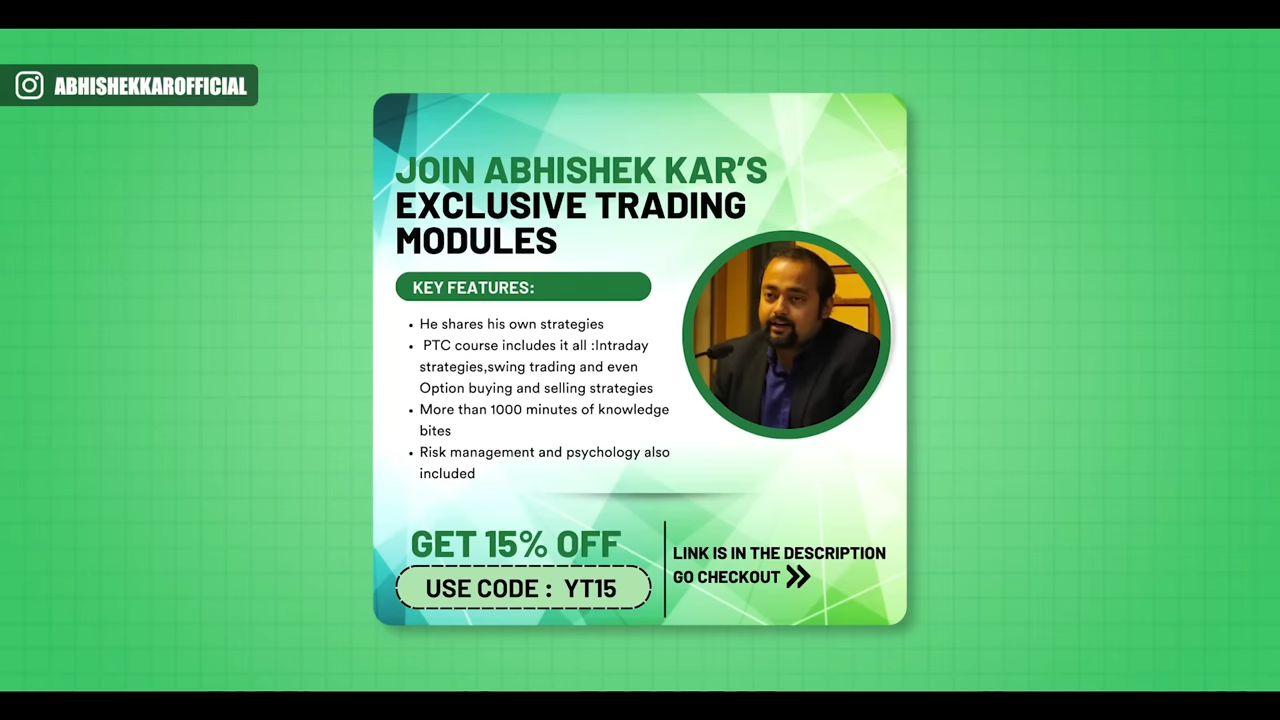 ABHISHEKKAROFFICIAL
JOIN ABHISHEK KAR’S
EXCLUSIVE TRADING
MODULES
KEY FEATURES:
• He shares his own strategies
• PTC course includes it all :Intraday
strategies,swing trading and even
Option buying and selling strategies
• More than 1000 minutes of knowledge
bites
• Risk management and psychology also
included
GET 15% OFF
USE CODE : YT15
LINK IS IN THE DESCRIPTION
GO CHECKOUT